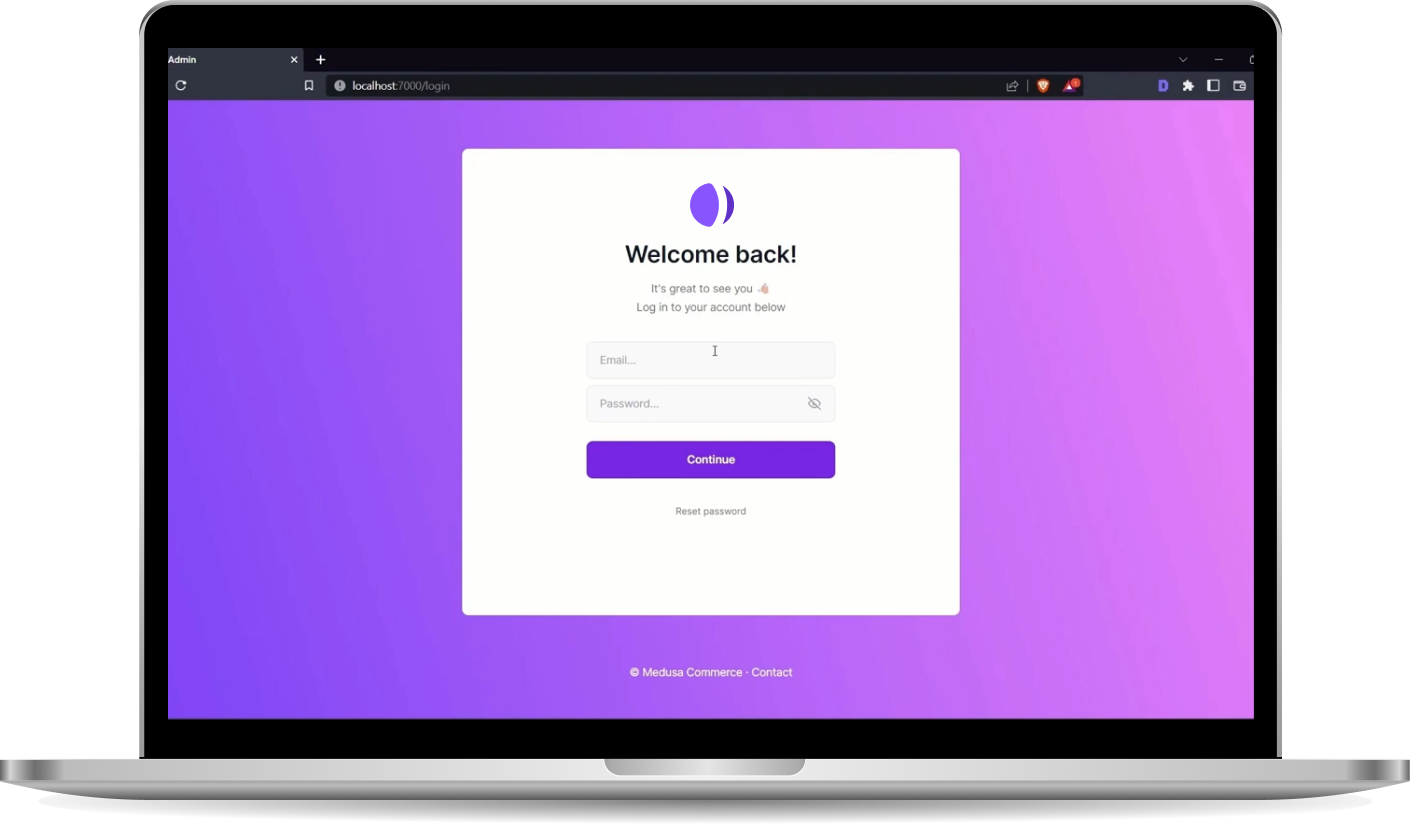 Admin
localhost:7000/login
D
Welcome back!
It's great to see you 👋🏼
Log in to your account below
Email...
Password...
Continue
Reset password
© Medusa Commerce · Contact